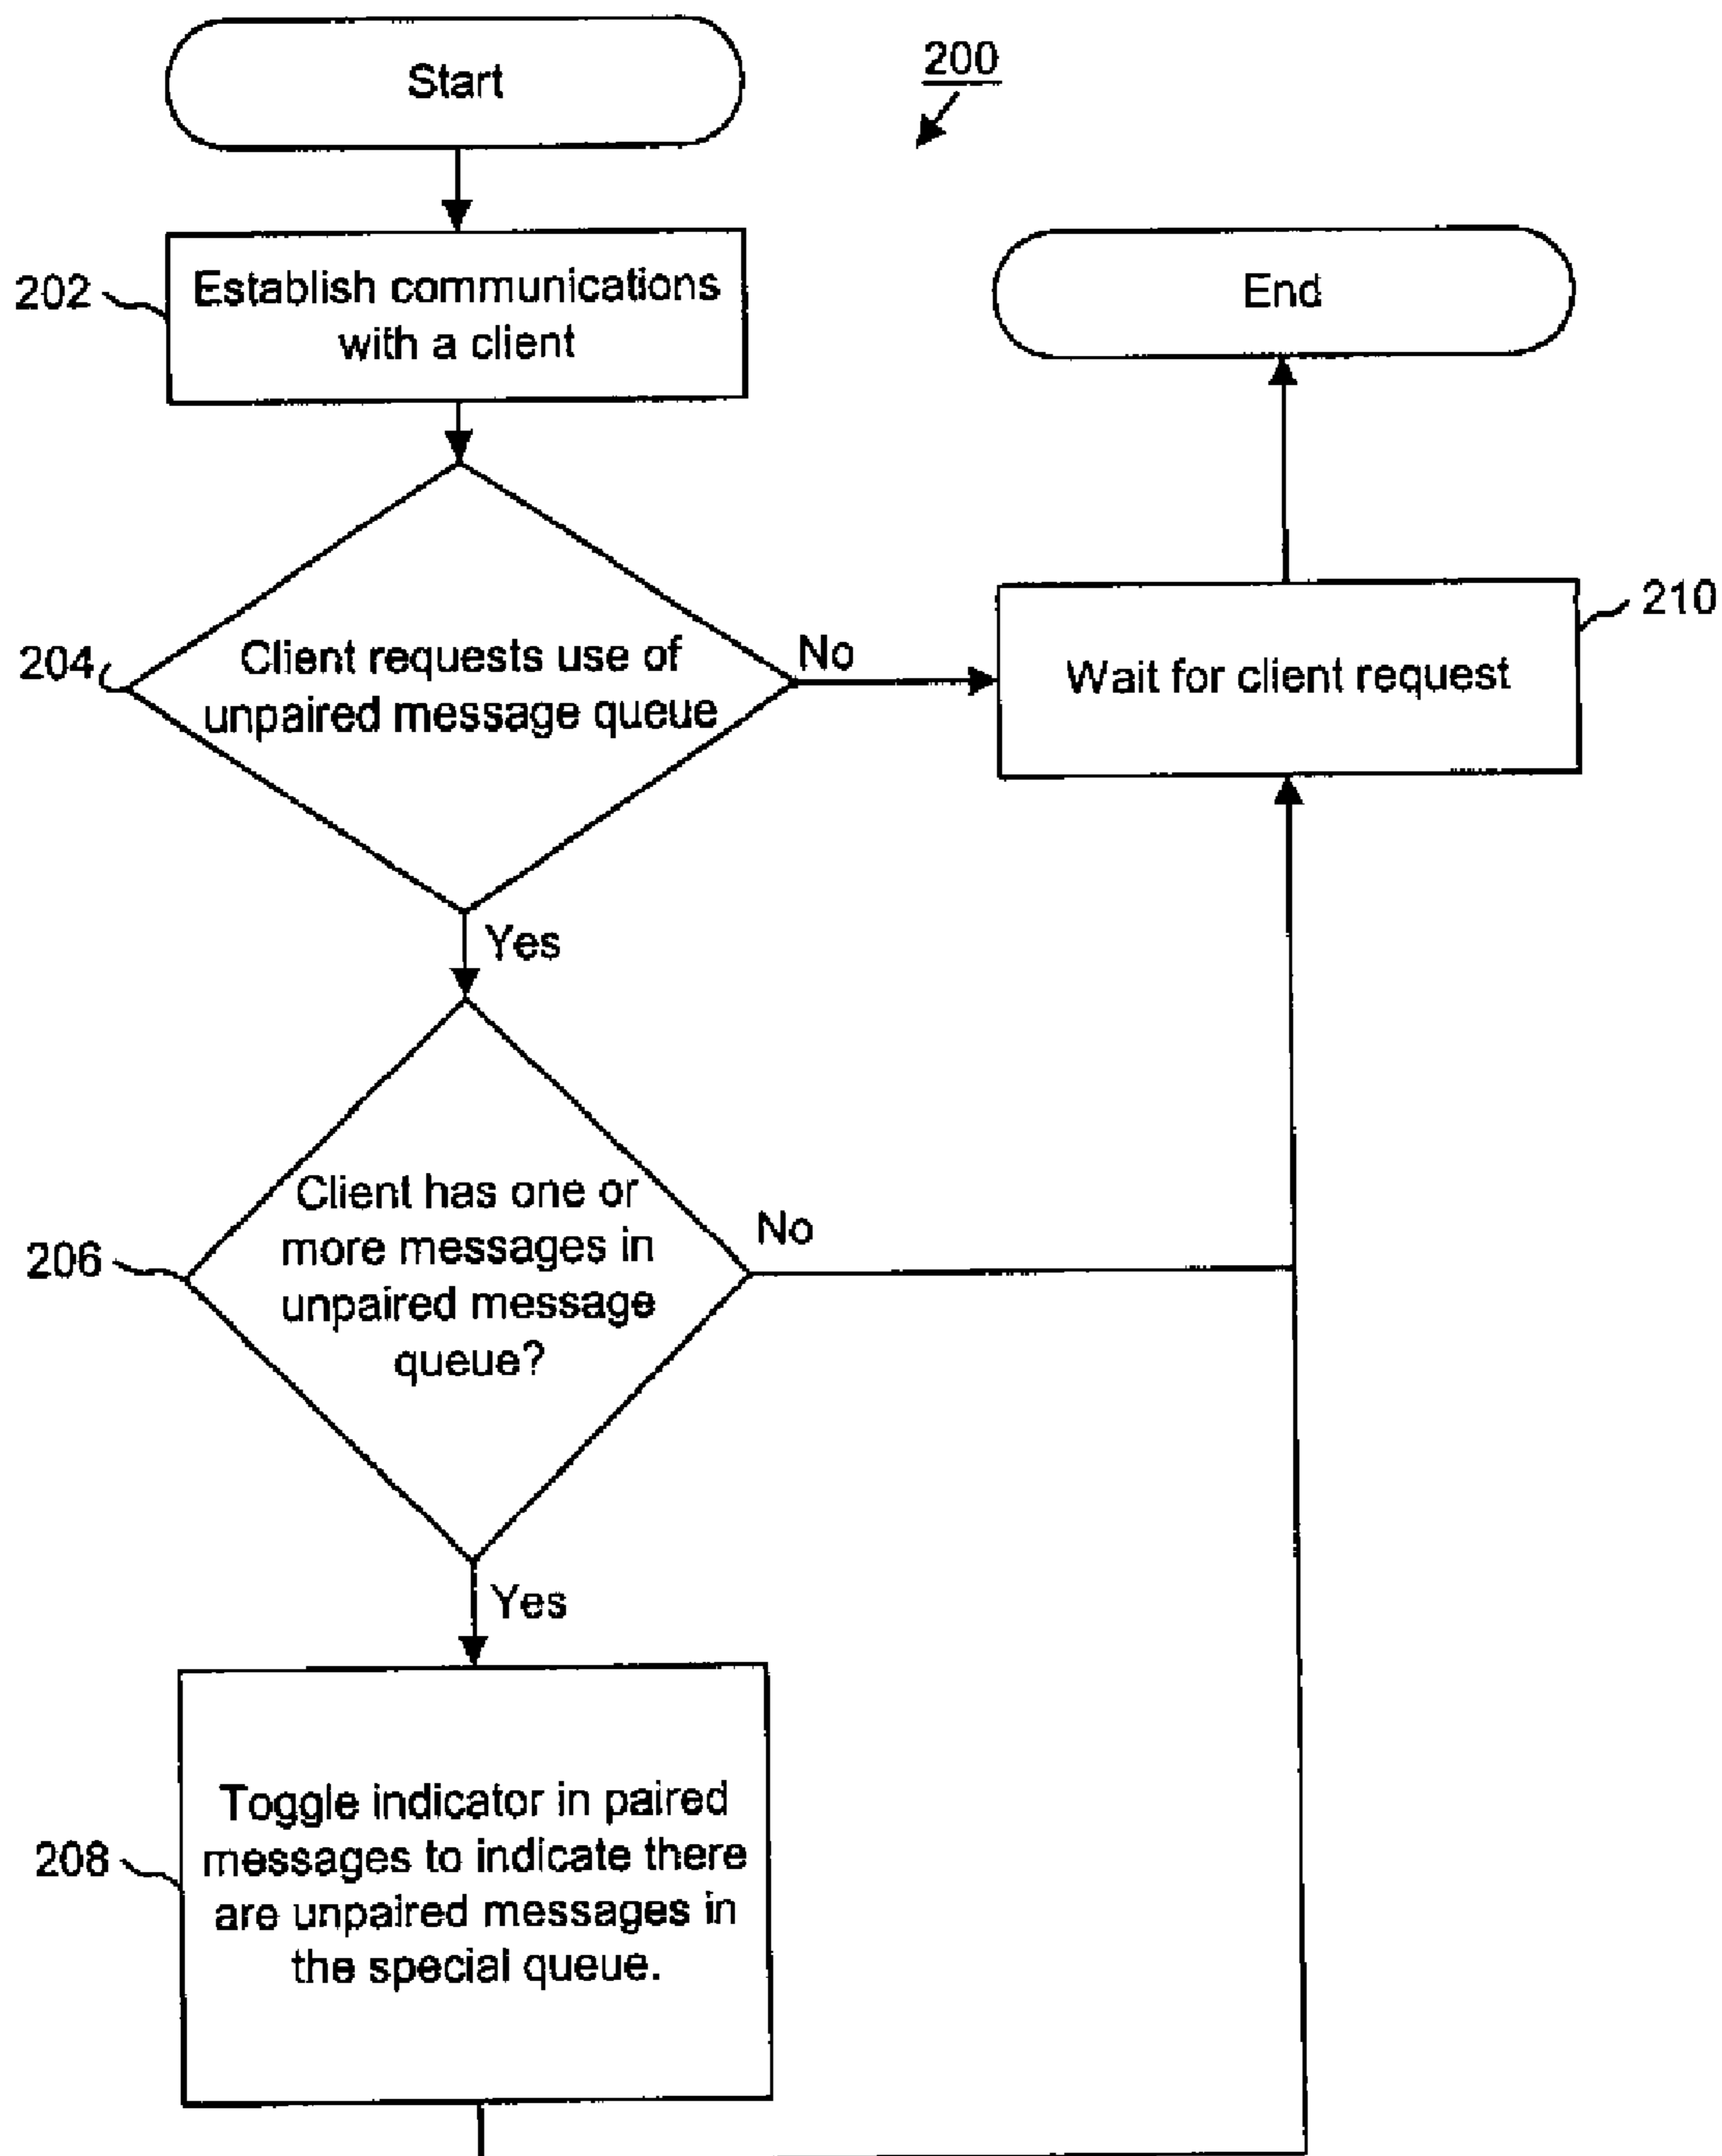 Start
200
202
Establish communications
with a client
End
204
Client requests use of
unpaired message queue
No
Wait for client request
210
Yes
206
Client has one or
more messages in
unpaired message
queue?
No
Yes
208
Toggle indicator in paired
messages to indicate there
are unpaired messages in
the special queue.